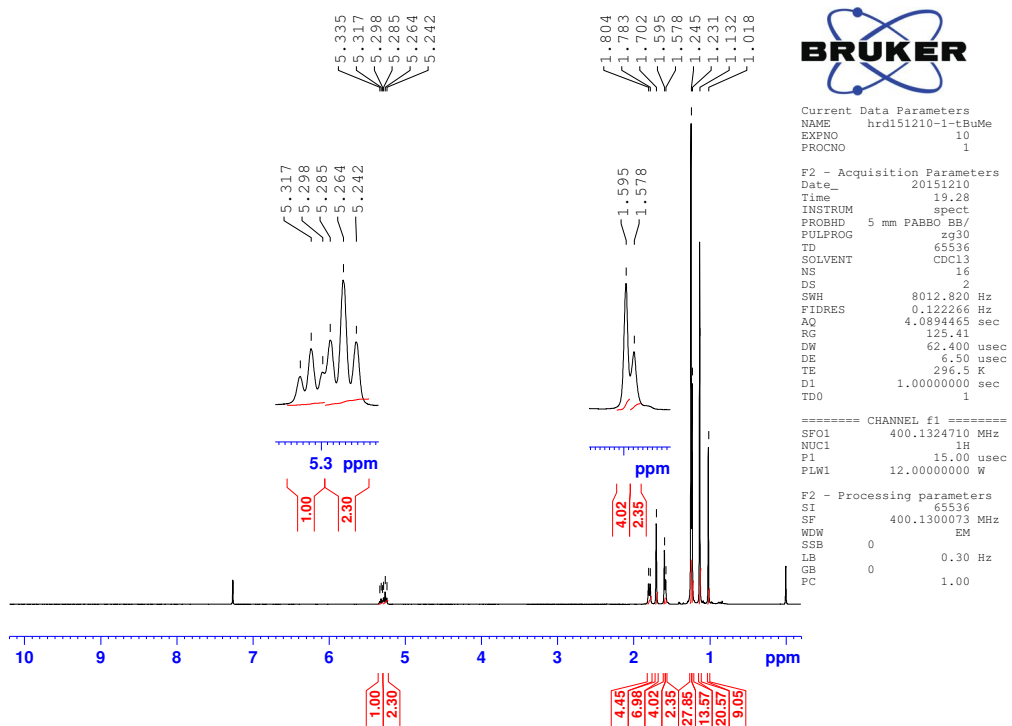 5.335
5.317
5.298
5.285
5.264
5.242
1.804
1.783
1.702
1.595
1.578
1.245
1.231
1.132
1.018
BRUKER
5.317
5.298
5.285
5.264
5.242
1.595
1.578
5.3 ppm
ppm
1.00
2.30
4.02
2.35
Current Data Parameters
NAME hrd151210-1-tBuMe
EXPNO 10
PROCNO 1
F2 - Acquisition Parameters
Date_ 20151210
Time 19.28
INSTRUM spect
PROBHD 5 mm PABBO BB/
PULPROG zg30
TD 65536
SOLVENT CDCl3
NS 16
DS 2
SWH 8012.820 Hz
FIDRES 0.122266 Hz
AQ 4.0894465 sec
RG 125.41
DW 62.400 usec
DE 6.50 usec
TE 296.5 K
D1 1.00000000 sec
TD0 1
======== CHANNEL f1 ========
SFO1 400.1324710 MHz
NUC1 1H
P1 15.00 usec
PLW1 12.00000000 W
F2 - Processing parameters
SI 65536
SF 400.1300073 MHz
WDW EM
SSB 0
LB 0.30 Hz
GB 0
PC 1.00
10 9 8 7 6 5 4 3 2 1 ppm
1.00
2.30
4.45
6.98
4.02
2.35
27.85
13.57
20.57
9.05